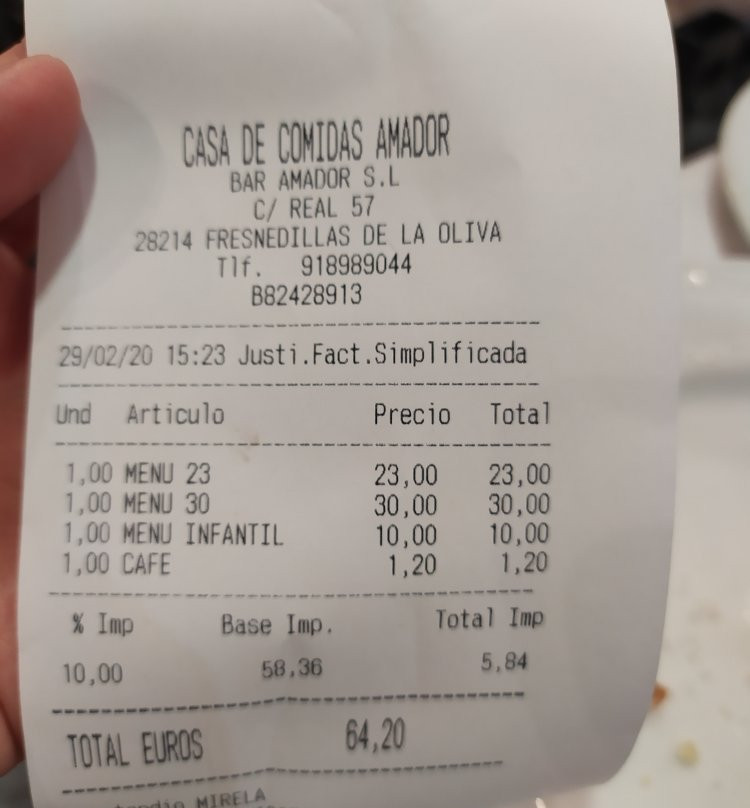 CASA DE COMIDAS AMADOR
BAR AMADOR S.L
C/ REAL 57
28214 FRESNEDILLAS DE LA OLIVA
Tlf. 918989044
B82428913
29/02/20 15:23 Justi.Fact.Simplificada
Und Articulo Precio Total
1,00 MENU 23 23,00 23,00
1,00 MENU 30 30,00 30,00
1,00 MENU INFANTIL 10,00 10,00
1,00 CAFE 1,20 1,20
% Imp Base Imp. Total Imp
10,00 58,36 5,84
TOTAL EUROS 64,20
MIRELA